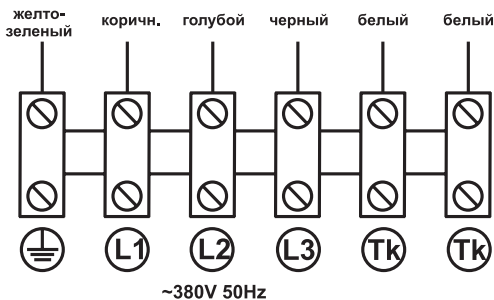 желто-
зеленый
коричн.
голубой
черный
белый
белый
L1
L2
L3
Tk
Tk
~380V 50Hz